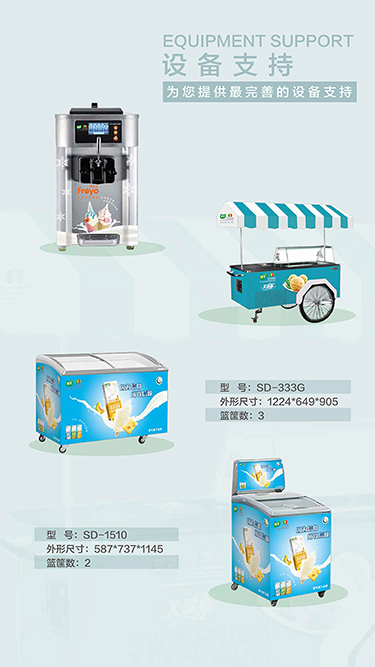 EQUIPMENT SUPPORT
设备支持
为您提供最完善的设备支持
Freyo
型 号：SD-333G
外形尺寸：1224*649*905
篮筐数：3
型 号：SD-1510
外形尺寸：587*737*1145
篮筐数：2